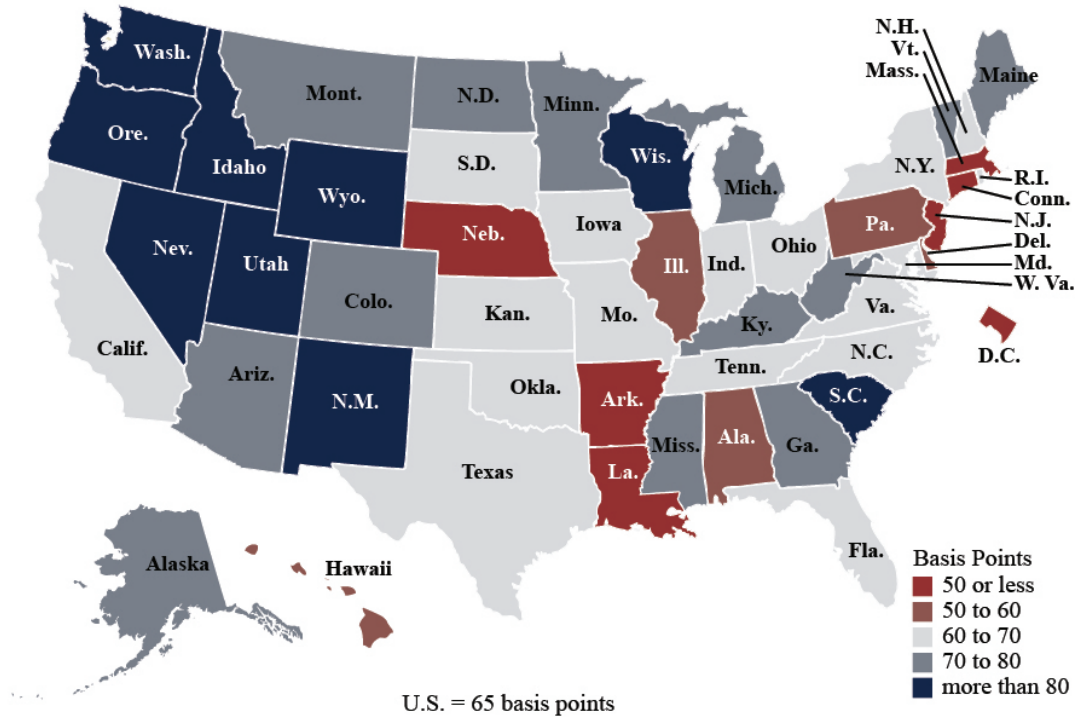 N.H.
Vt.
Mass.
Wash.
Mont.
N.D.
Minn.
Maine
Ore.
Idaho
Wis.
S.D.
N.Y.
R.I.
Wyo.
Mich.
Conn.
N.J.
Neb.
Iowa
Pa.
Nev.
Utah
Ill.
Ind.
Ohio
Del.
Md.
W. Va.
Colo.
Kan.
Mo.
Ky.
Va.
Calif.
N.C.
D.C.
Ariz.
N.M.
Okla.
Ark.
Tenn.
S.C.
Miss.
Ala.
Ga.
Texas
La.
Fla.
Alaska
Hawaii
Basis Points
50 or less
50 to 60
60 to 70
70 to 80
more than 80
U.S. = 65 basis points